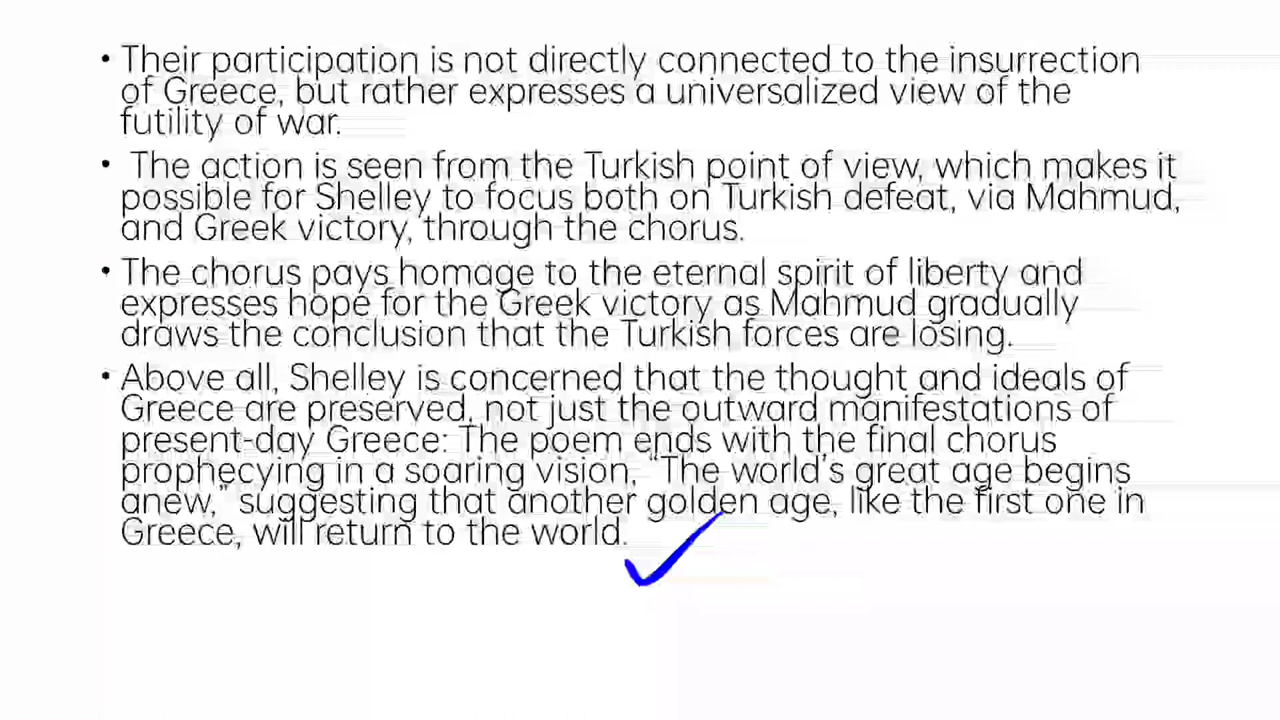 • Their participation is not directly connected to the insurrection
of Greece, but rather expresses a universalized view of the
futility of war.
• The action is seen from the Turkish point of view, which makes it
possible for Shelley to focus both on Turkish defeat, via Mahmud,
and Greek victory, through the chorus.
• The chorus pays homage to the eternal spirit of liberty and
expresses hope for the Greek victory as Mahmud gradually
draws the conclusion that the Turkish forces are losing.
• Above all, Shelley is concerned that the thought and ideals of
Greece are preserved, not just the outward manifestations of
present-day Greece: The poem ends with the final chorus
prophecying in a soaring vision, “The world’s great age begins
anew,” suggesting that another golden age, like the first one in
Greece, will return to the world.